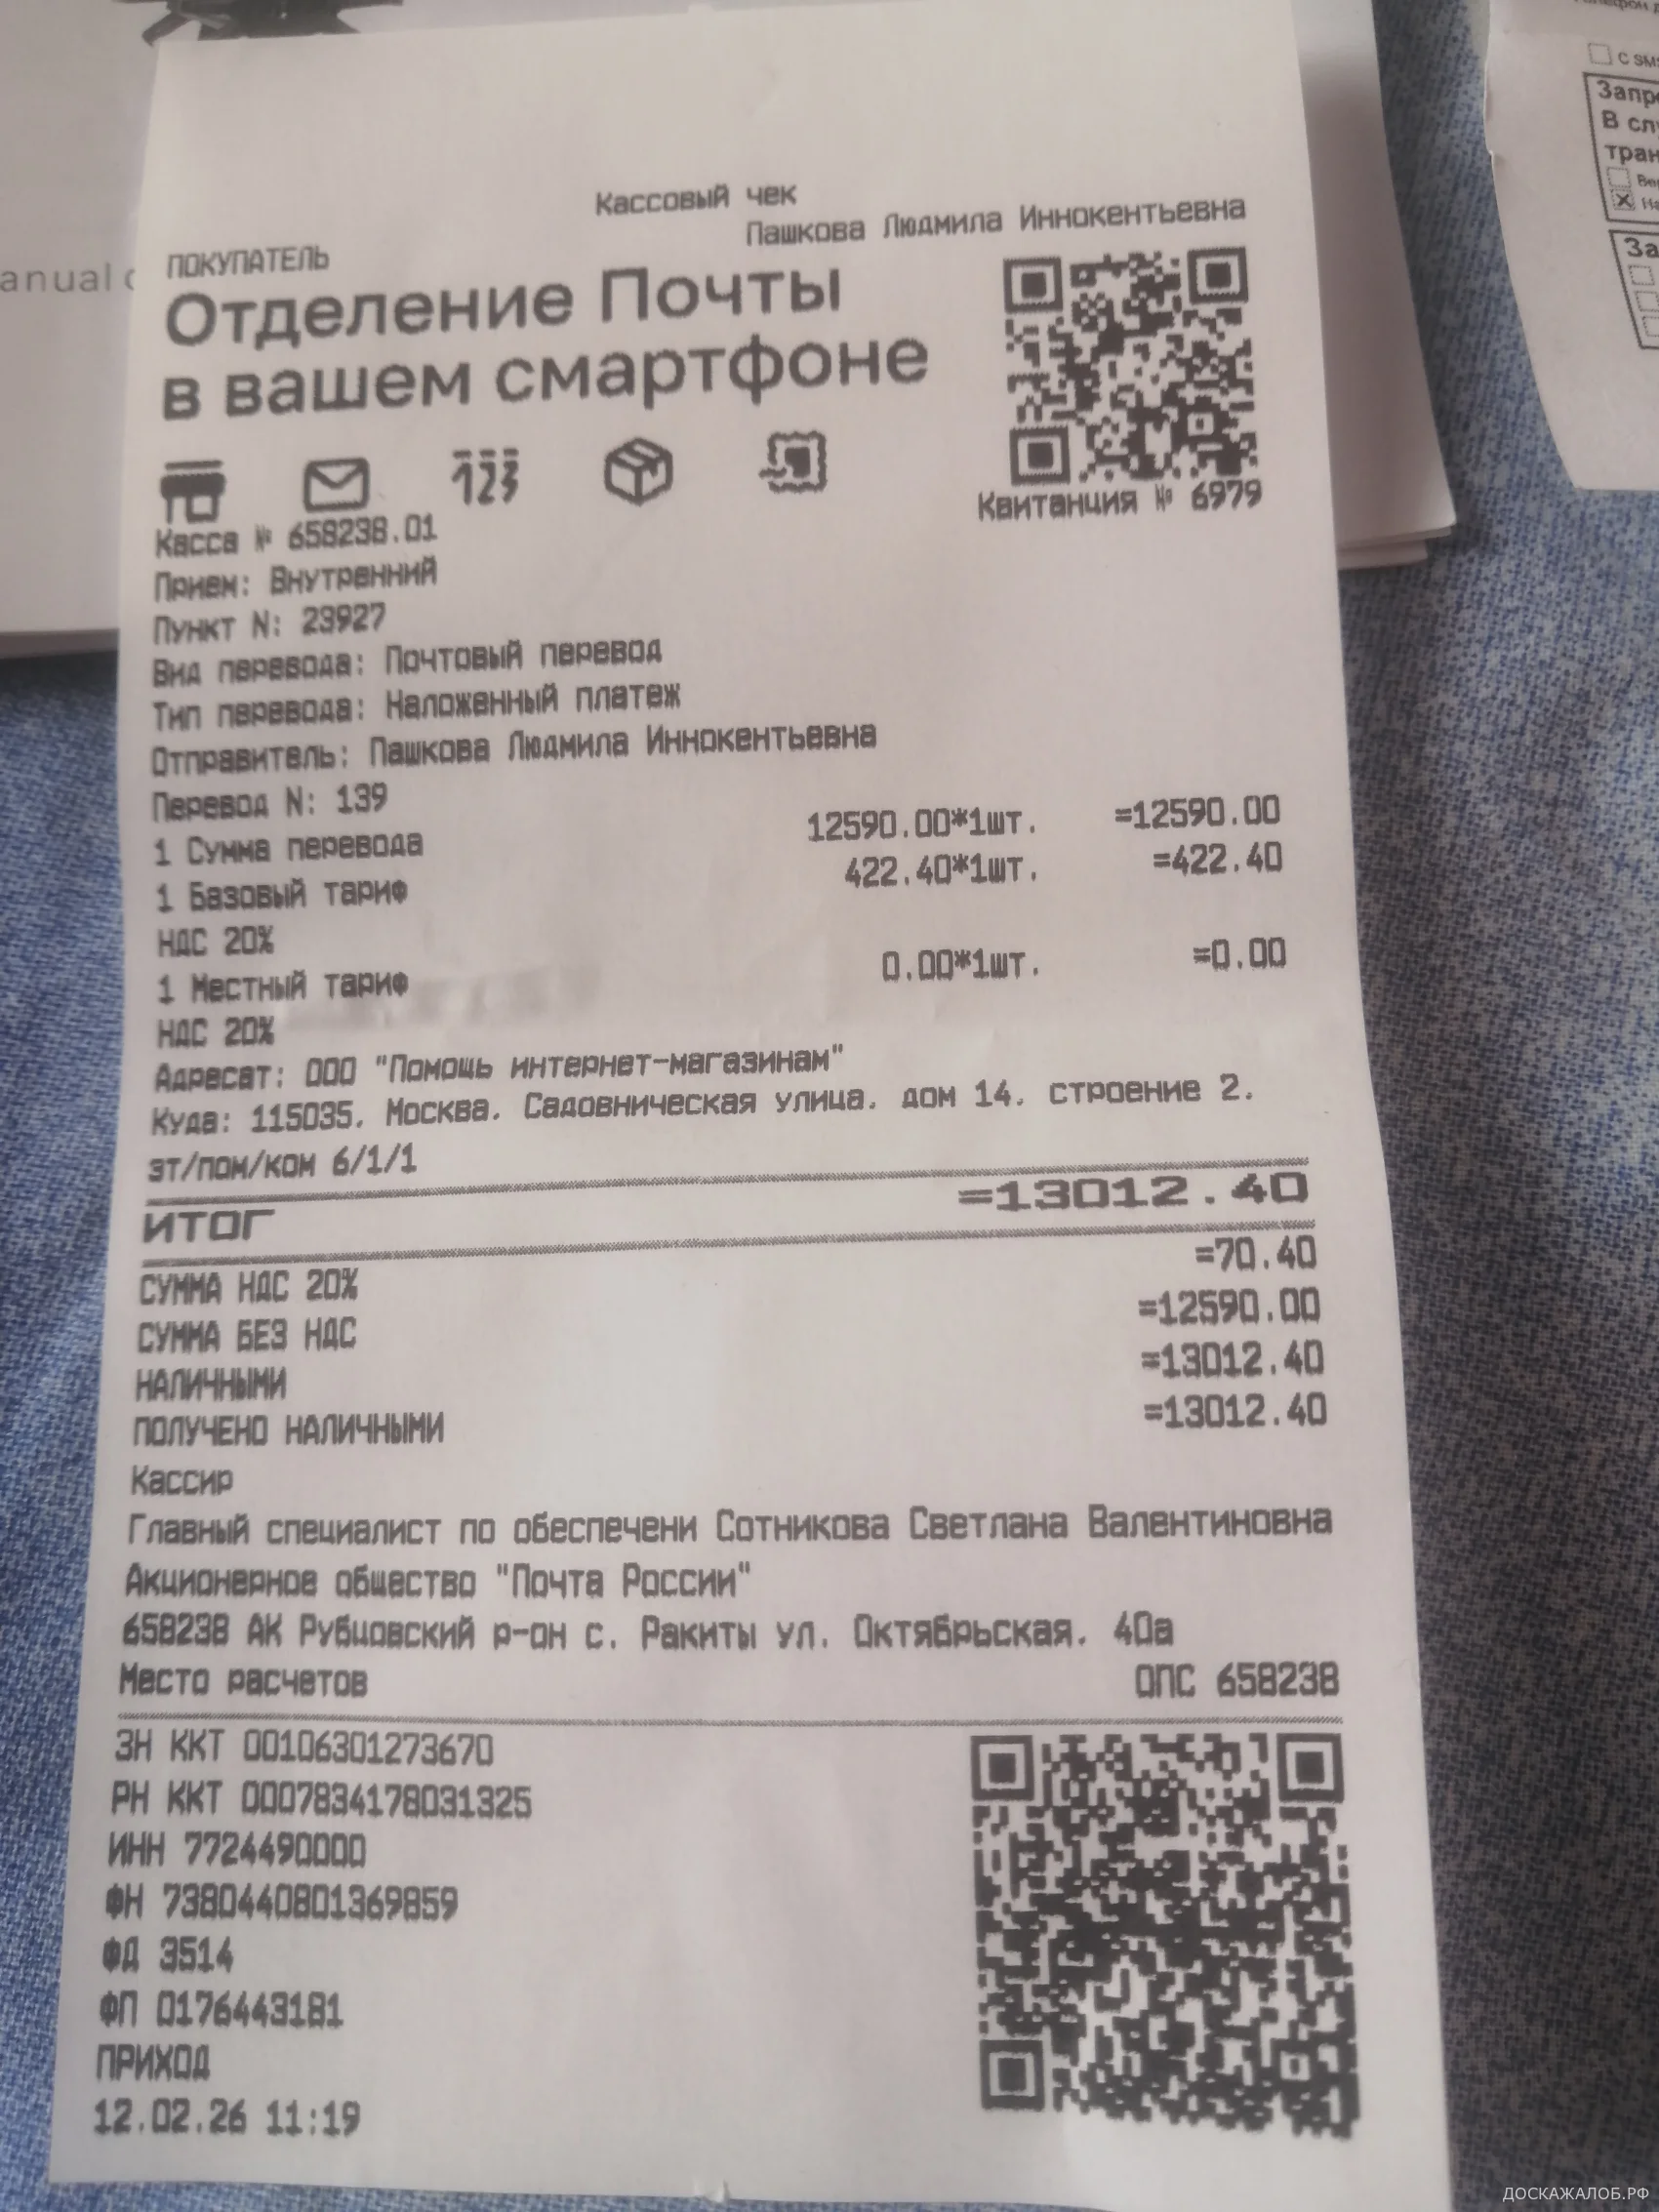 Кассовый чек
Пашкова Людмила Иннокентьевна
ПОКУПАТЕЛЬ
Отделение Почты
в вашем смартфоне
123
Квитанция № 6979
Касса № 658238.01
Прием: Внутренний
Пункт N: 23927
Вид перевода: Почтовый перевод
Тип перевода: Наложенный платеж
Отправитель: Пашкова Людмила Иннокентьевна
Перевод N: 139
1 Сумма перевода 12590.00*1шт. =12590.00
1 Базовый тариф 422.40*1шт. =422.40
НДС 20%
1 Местный тариф 0.00*1шт. =0.00
НДС 20%
Адресат: ООО "Помощь интернет-магазинам"
Куда: 115035, Москва, Садовническая улица, дом 14, строение 2,
эт/пом/ком 6/1/1
ИТОГ =13012.40
СУММА НДС 20% =70.40
СУММА БЕЗ НДС =12590.00
НАЛИЧНЫМИ =13012.40
ПОЛУЧЕНО НАЛИЧНЫМИ =13012.40
Кассир
Главный специалист по обеспечени Сотникова Светлана Валентиновна
Акционерное общество "Почта России"
658238 АК Рубцовский р-он с. Ракиты ул. Октябрьская, 40а
Место расчетов ОПС 658238
ЗН ККТ 00106301273670
РН ККТ 0007834178031325
ИНН 7724490000
ФН 7380440801369859
ФД 3514
ФП 0176443181
ПРИХОД
12.02.26 11:19
anual
С SMS
Запр
В слу
тран
За
ДОСКАЖАЛОБ.РФ